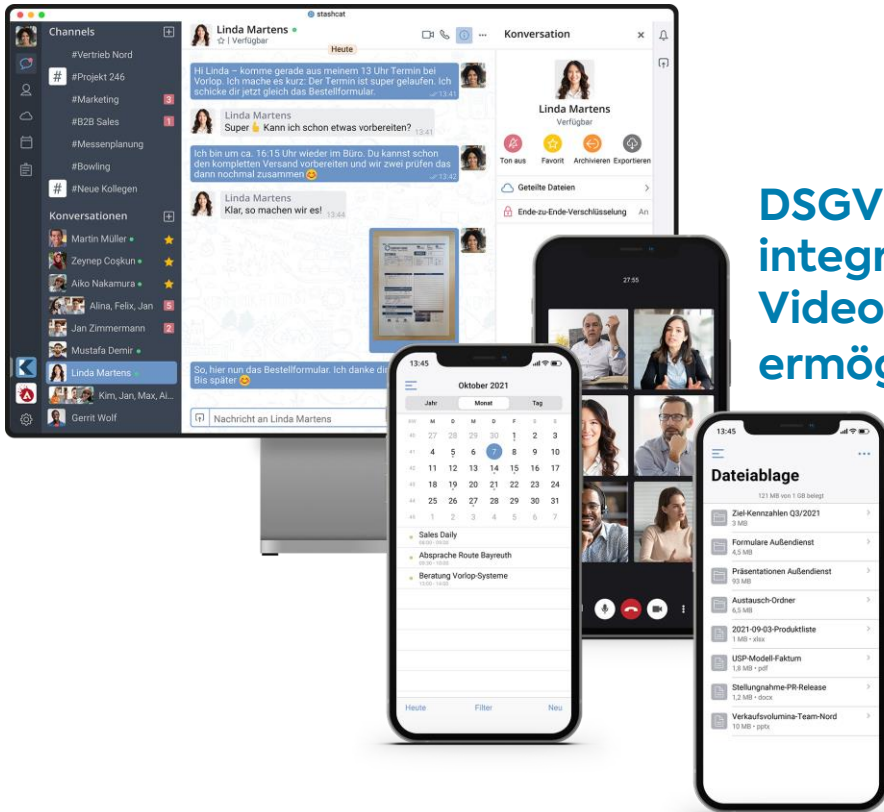 stashcat
Channels
#Vertrieb Nord
# #Projekt 246
#Marketing 3
#B2B Sales 1
#Messenplanung
#Bowling
# #Neue Kollegen
Konversationen
Martin Müller
Zeynep Coşkun
Aiko Nakamura
Alina, Felix, Jan 5
Jan Zimmermann 2
Mustafa Demir
Linda Martens
Kim, Jan, Max, Ai...
Gerrit Wolf
Linda Martens
Verfügbar
Heute
Hi Linda – komme gerade aus meinem 13 Uhr Termin bei
Vorlop. Ich mache es kurz: Der Termin ist super gelaufen. Ich
schicke dir jetzt gleich das Bestellformular. 13:41
Linda Martens
Super 👍 Kann ich schon etwas vorbereiten? 13:41
Ich bin um ca. 16:15 Uhr wieder im Büro. Du kannst schon
den kompletten Versand vorbereiten und wir zwei prüfen das
dann nochmal zusammen 😊 13:42
Linda Martens
Klar, so machen wir es! 13:44
So, hier nun das Bestellformular. Ich danke dir
Bis später 😊
Nachricht an Linda Martens
Konversation
Linda Martens
Verfügbar
Ton aus Favorit Archivieren Exportieren
Geteilte Dateien
Ende-zu-Ende-Verschlüsselung An
DSGV
integr
Video
ermög
27:55
13:45
Oktober 2021
Jahr Monat Tag
KW M D M D F S S
40 27 28 29 30 1 2 3
41 4 5 6 7 8 9 10
42 11 12 13 14 15 16 17
43 18 19 20 21 22 23 24
44 25 26 27 28 29 30 31
45 1 2 3 4 5 6 7
Sales Daily
Absprache Route Bayreuth
Beratung Vorlop-Systeme
Heute Filter Neu
13:45
Dateiablage
121 MB von 1 GB belegt
Ziel-Kennzahlen Q3/2021
3 MB
Formulare Außendienst
4,5 MB
Präsentationen Außendienst
93 MB
Austausch-Ordner
6,5 MB
2021-09-03-Produktliste
1 MB • xlsx
USP-Modell-Faktum
1,8 MB • pdf
Stellungnahme-PR-Release
1,2 MB • docx
Verkaufsvolumina-Team-Nord
10 MB • pptx